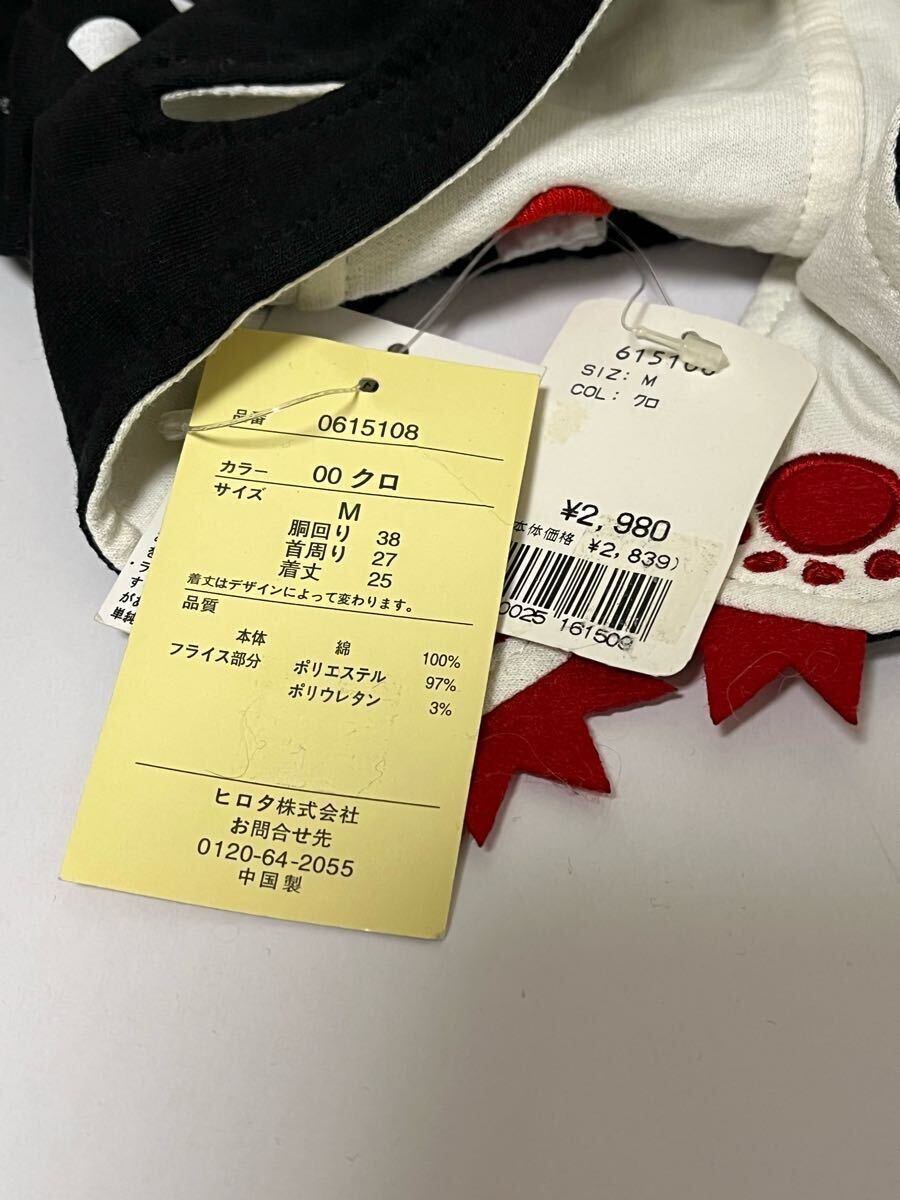 品番 0615108
カラー 00 クロ
サイズ M
胴回り 38
首周り 27
着丈 25
着丈はデザインによって変わります。
品質
本体 綿 100%
フライス部分 ポリエステル 97%
ポリウレタン 3%
ヒロタ株式会社
お問合せ先
0120-64-2055
中国製
SIZ: M
COL: クロ
¥2,980
本体価格 ¥2,839)
0025 161509
単純